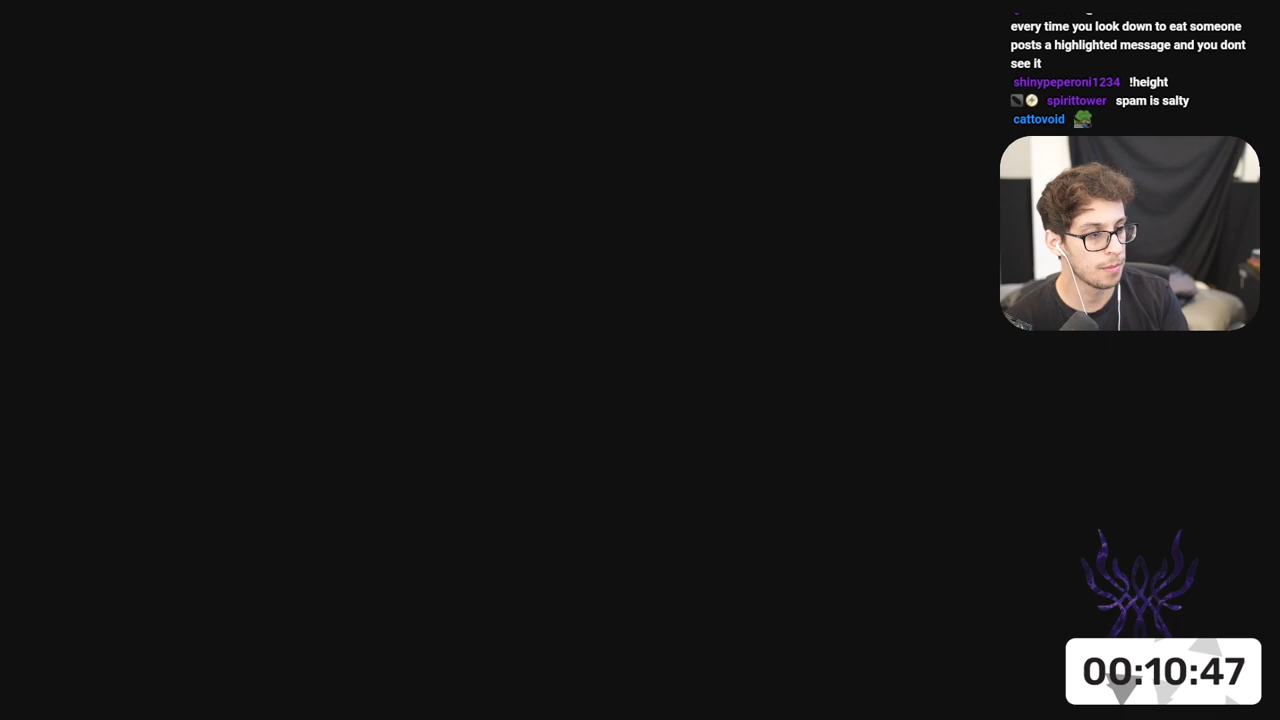 every time you look down to eat someone
posts a highlighted message and you dont
see it
shinypeperoni1234 !height
spirittower spam is salty
cattovoid
00:10:47